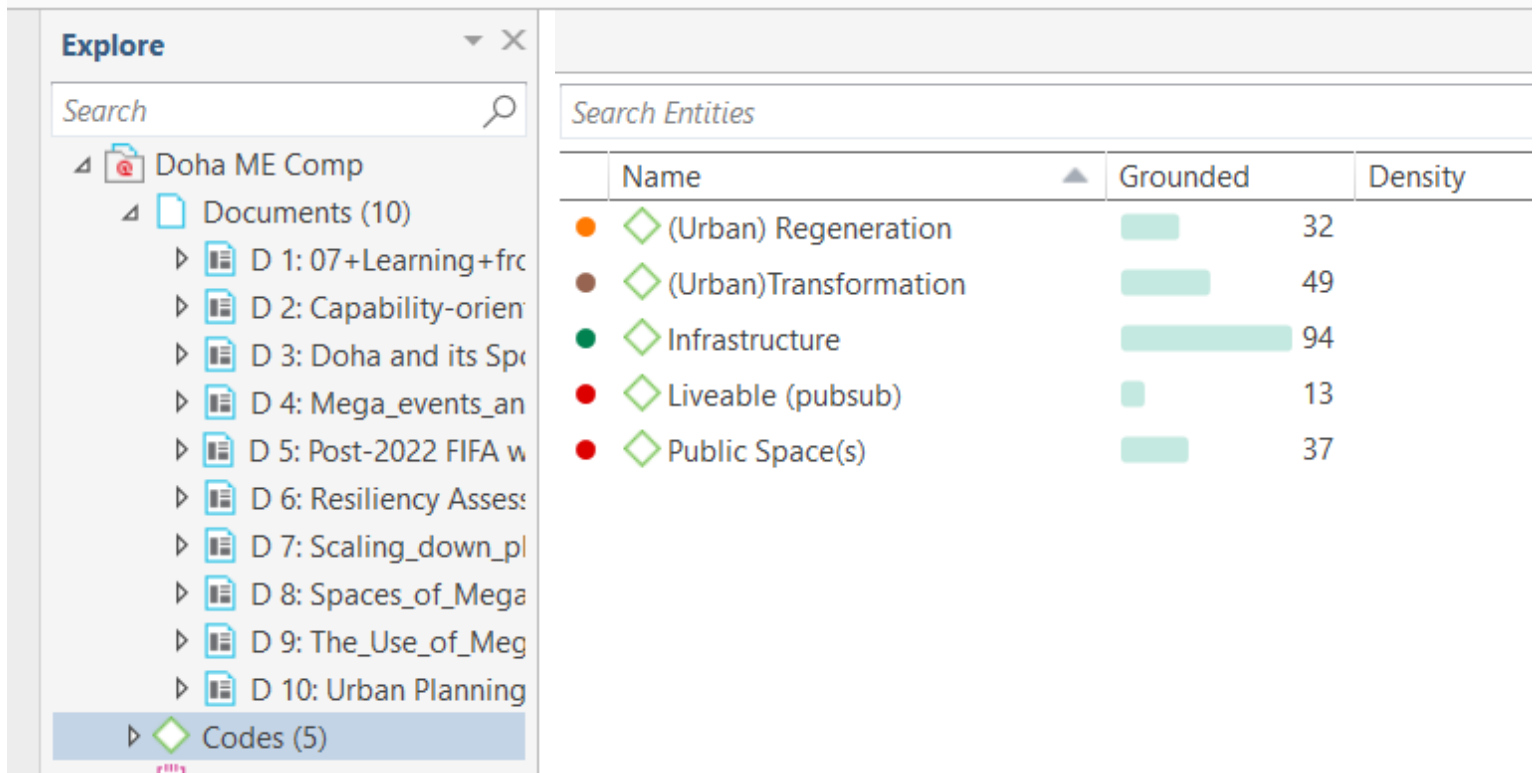 Explore
Search
Doha ME Comp
Documents (10)
D 1: 07+Learning+frc
D 2: Capability-orien
D 3: Doha and its Spo
D 4: Mega_events_an
D 5: Post-2022 FIFA w
D 6: Resiliency Assess
D 7: Scaling_down_pl
D 8: Spaces_of_Mega
D 9: The_Use_of_Meg
D 10: Urban Planning
Codes (5)
Search Entities
Name Grounded Density
(Urban) Regeneration 32
(Urban)Transformation 49
Infrastructure 94
Liveable (pubsub) 13
Public Space(s) 37